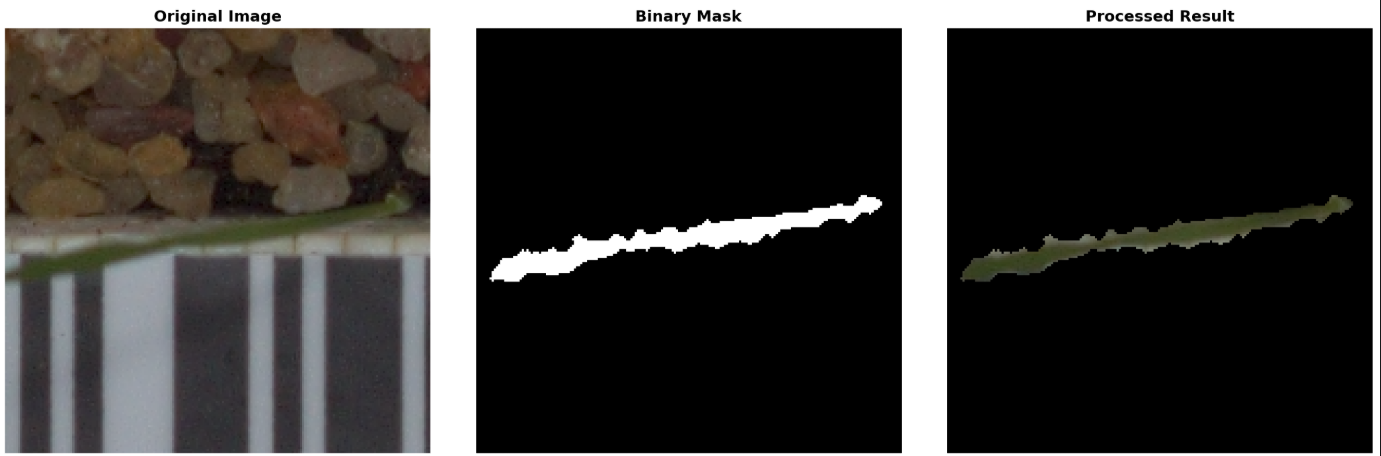 Original Image
Binary Mask
Processed Result